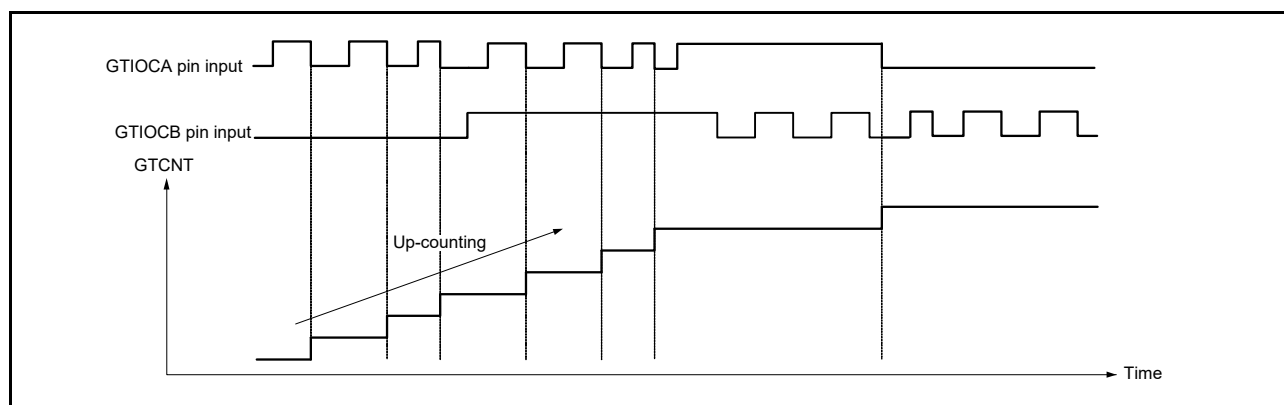 GTIOCA pin input
GTIOCB pin input
GTCNT
Up-counting
Time